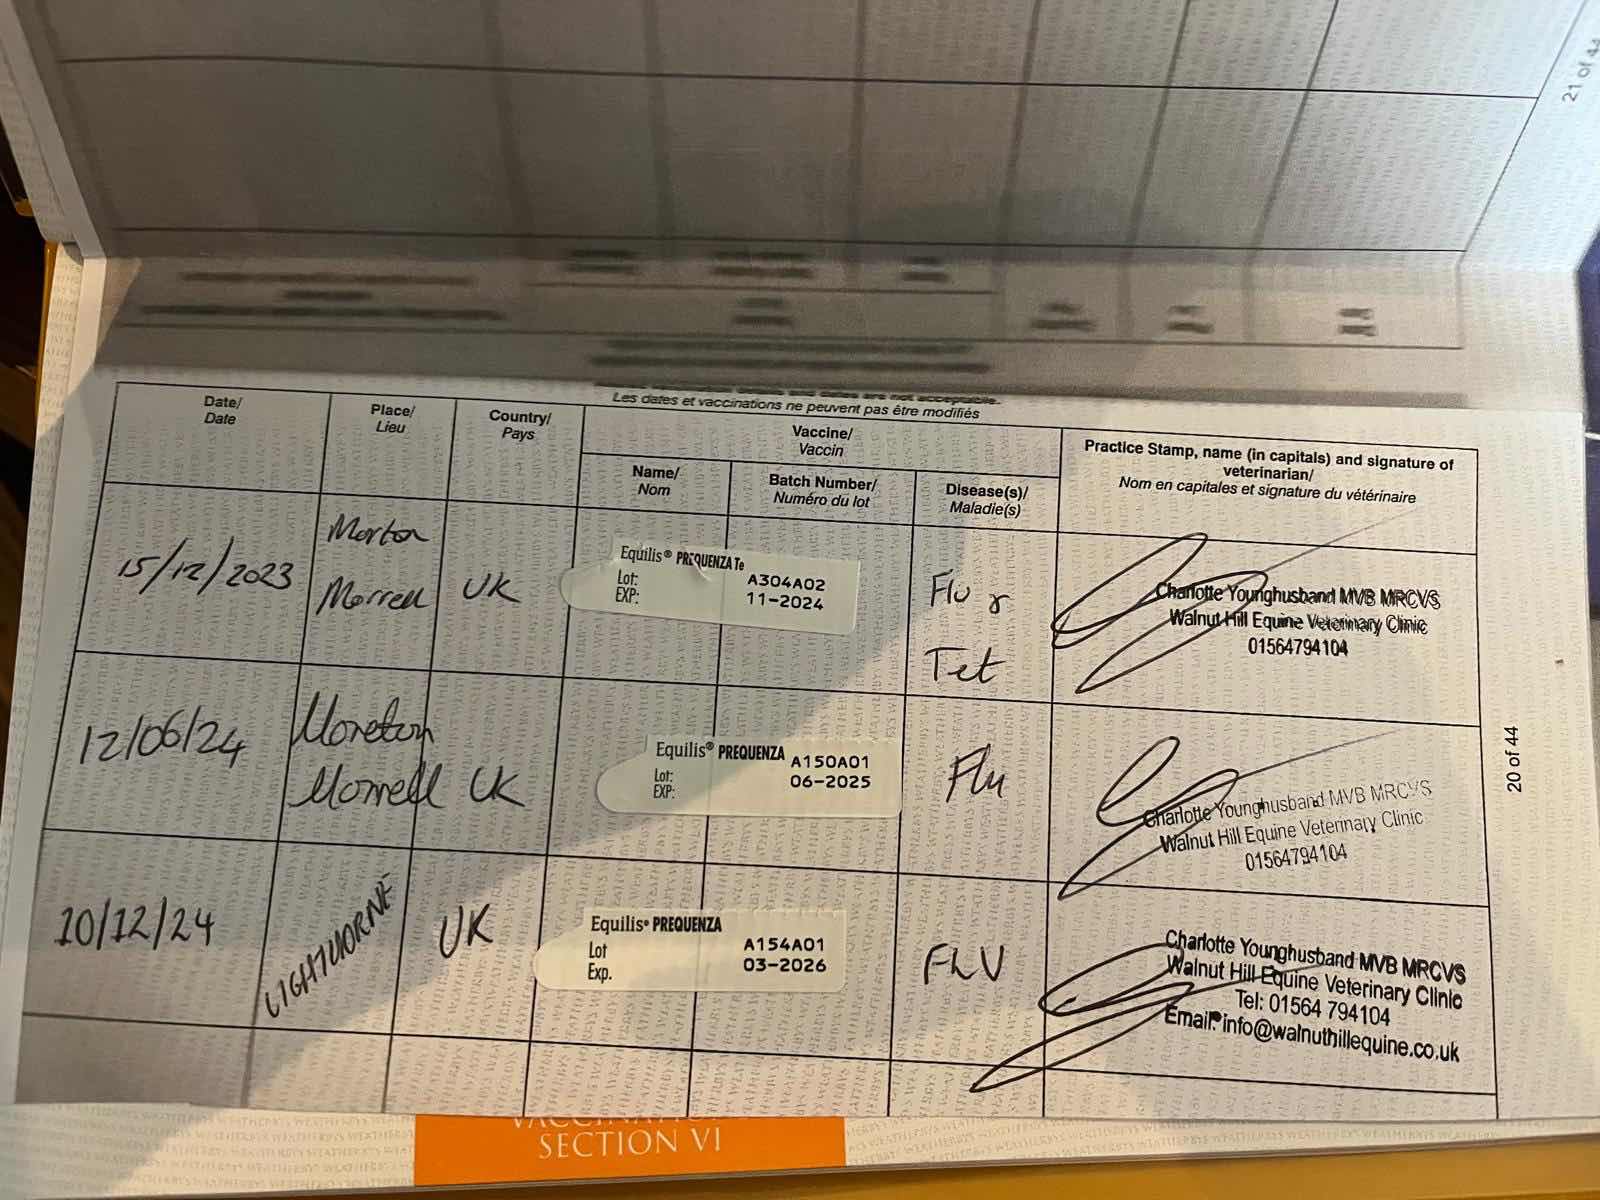 21 of 44
Les dates et vaccinations ne peuvent pas être modifiés
Date/
Date
Place/
Lieu
Country/
Pays
Vaccine/
Vaccin
Name/
Nom
Batch Number/
Numéro du lot
Disease(s)/
Maladie(s)
Practice Stamp, name (in capitals) and signature of
veterinarian/
Nom en capitales et signature du vétérinaire
15/12/2023
Morton
Morrell
UK
Equilis® PREQUENZA Te
Lot: A304A02
EXP: 11-2024
Flu &
Tet
Charlotte Younghusband MVB MRCVS
Walnut Hill Equine Veterinary Clinic
01564794104
12/06/24
Moreton
Morrell
UK
Equilis® PREQUENZA
Lot: A150A01
EXP: 06-2025
Flu
Charlotte Younghusband MVB MRCVS
Walnut Hill Equine Veterinary Clinic
01564794104
10/12/24
LIGHTHORNE
UK
Equilis® PREQUENZA
Lot A154A01
Exp. 03-2026
FLU
Charlotte Younghusband MVB MRCVS
Walnut Hill Equine Veterinary Clinic
Tel: 01564 794104
Email: info@walnuthillequine.co.uk
20 of 44
SECTION VI